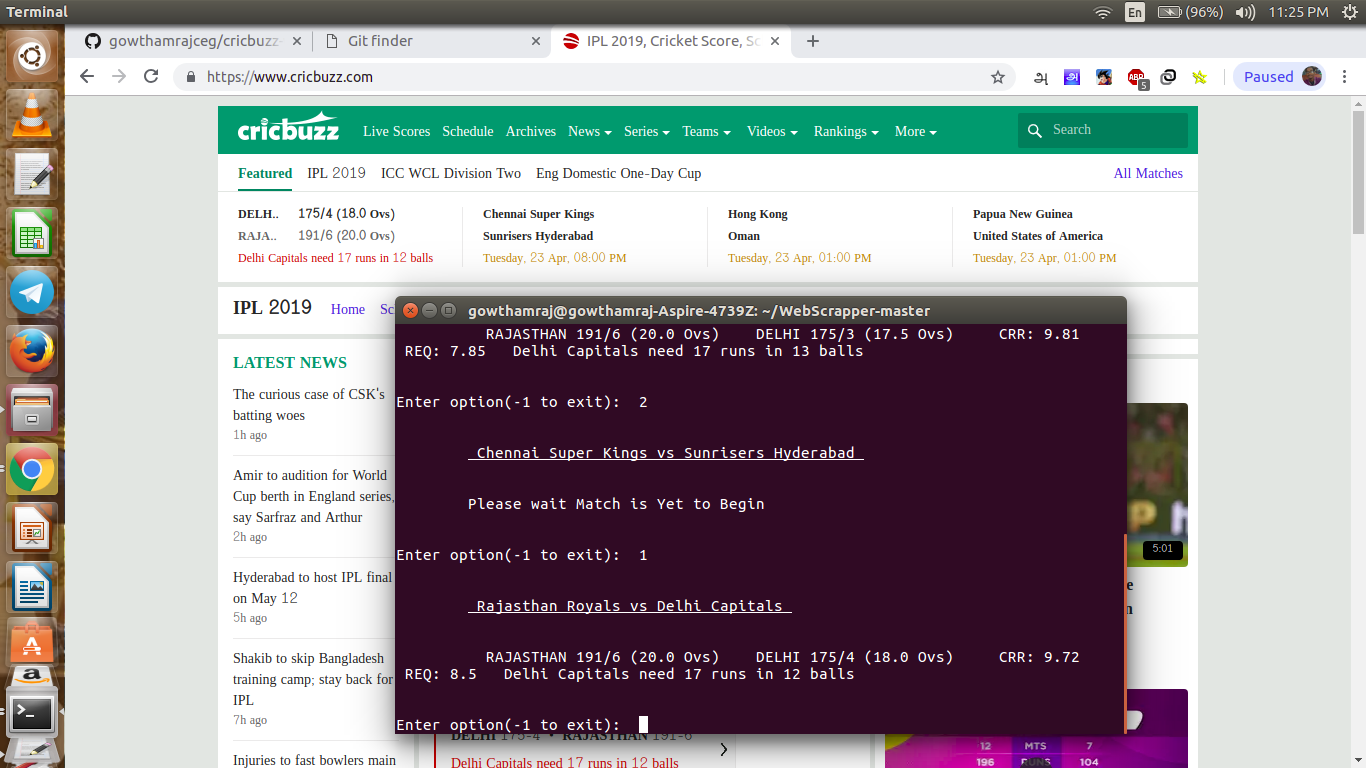 Terminal
En
(96%)
11:25 PM
gowthamrajceg/cricbuzz-
Git finder
IPL 2019, Cricket Score, Sc
https://www.cricbuzz.com
அ
அ
ABP
5
Paused
cricbuzz
Live Scores Schedule Archives News Series Teams Videos Rankings More
Search
Featured IPL 2019 ICC WCL Division Two Eng Domestic One-Day Cup All Matches
DELH.. 175/4 (18.0 Ovs)
RAJA.. 191/6 (20.0 Ovs)
Delhi Capitals need 17 runs in 12 balls
Chennai Super Kings
Sunrisers Hyderabad
Tuesday, 23 Apr, 08:00 PM
Hong Kong
Oman
Tuesday, 23 Apr, 01:00 PM
Papua New Guinea
United States of America
Tuesday, 23 Apr, 01:00 PM
IPL 2019 Home Sc
LATEST NEWS
The curious case of CSK's
batting woes
1h ago
Amir to audition for World
Cup berth in England series,
say Sarfraz and Arthur
2h ago
Hyderabad to host IPL final
on May 12
5h ago
Shakib to skip Bangladesh
training camp; stay back for
IPL
7h ago
Injuries to fast bowlers main
gowthamraj@gowthamraj-Aspire-4739Z: ~/WebScrapper-master
RAJASTHAN 191/6 (20.0 Ovs) DELHI 175/3 (17.5 Ovs) CRR: 9.81
REQ: 7.85 Delhi Capitals need 17 runs in 13 balls
Enter option(-1 to exit): 2
Chennai Super Kings vs Sunrisers Hyderabad
Please wait Match is Yet to Begin
Enter option(-1 to exit): 1
Rajasthan Royals vs Delhi Capitals
RAJASTHAN 191/6 (20.0 Ovs) DELHI 175/4 (18.0 Ovs) CRR: 9.72
REQ: 8.5 Delhi Capitals need 17 runs in 12 balls
Enter option(-1 to exit):
DELHI 175-4 • RAJASTHAN 191-6
Delhi Capitals need 17 runs in 12 balls
5:01
12 MTS 7
196 RUNS 104